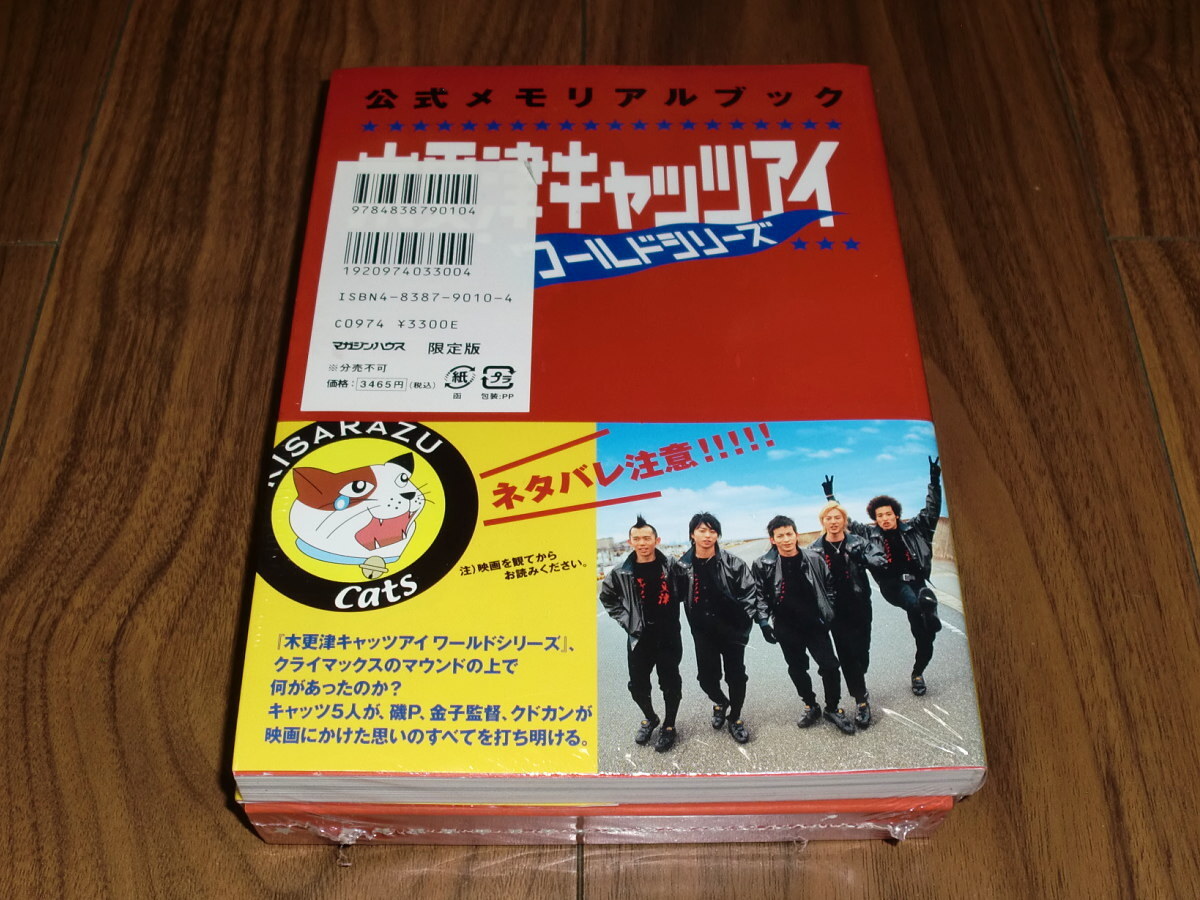 公式メモリアルブック
木更津キャッツアイ
ワールドシリーズ
9784838790104
1920974033004
ISBN4-8387-9010-4
C0974 ¥3300E
マガジンハウス 限定版
※分売不可
価格:3465円(税込)
紙
プラ
函
包装:PP
KISARAZU
Cats
ネタバレ注意!!!!!
注)映画を観てから
お読みください。
『木更津キャッツアイ ワールドシリーズ』、
クライマックスのマウンドの上で
何があったのか?
キャッツ5人が、磯P、金子監督、クドカンが
映画にかけた思いのすべてを打ち明ける。